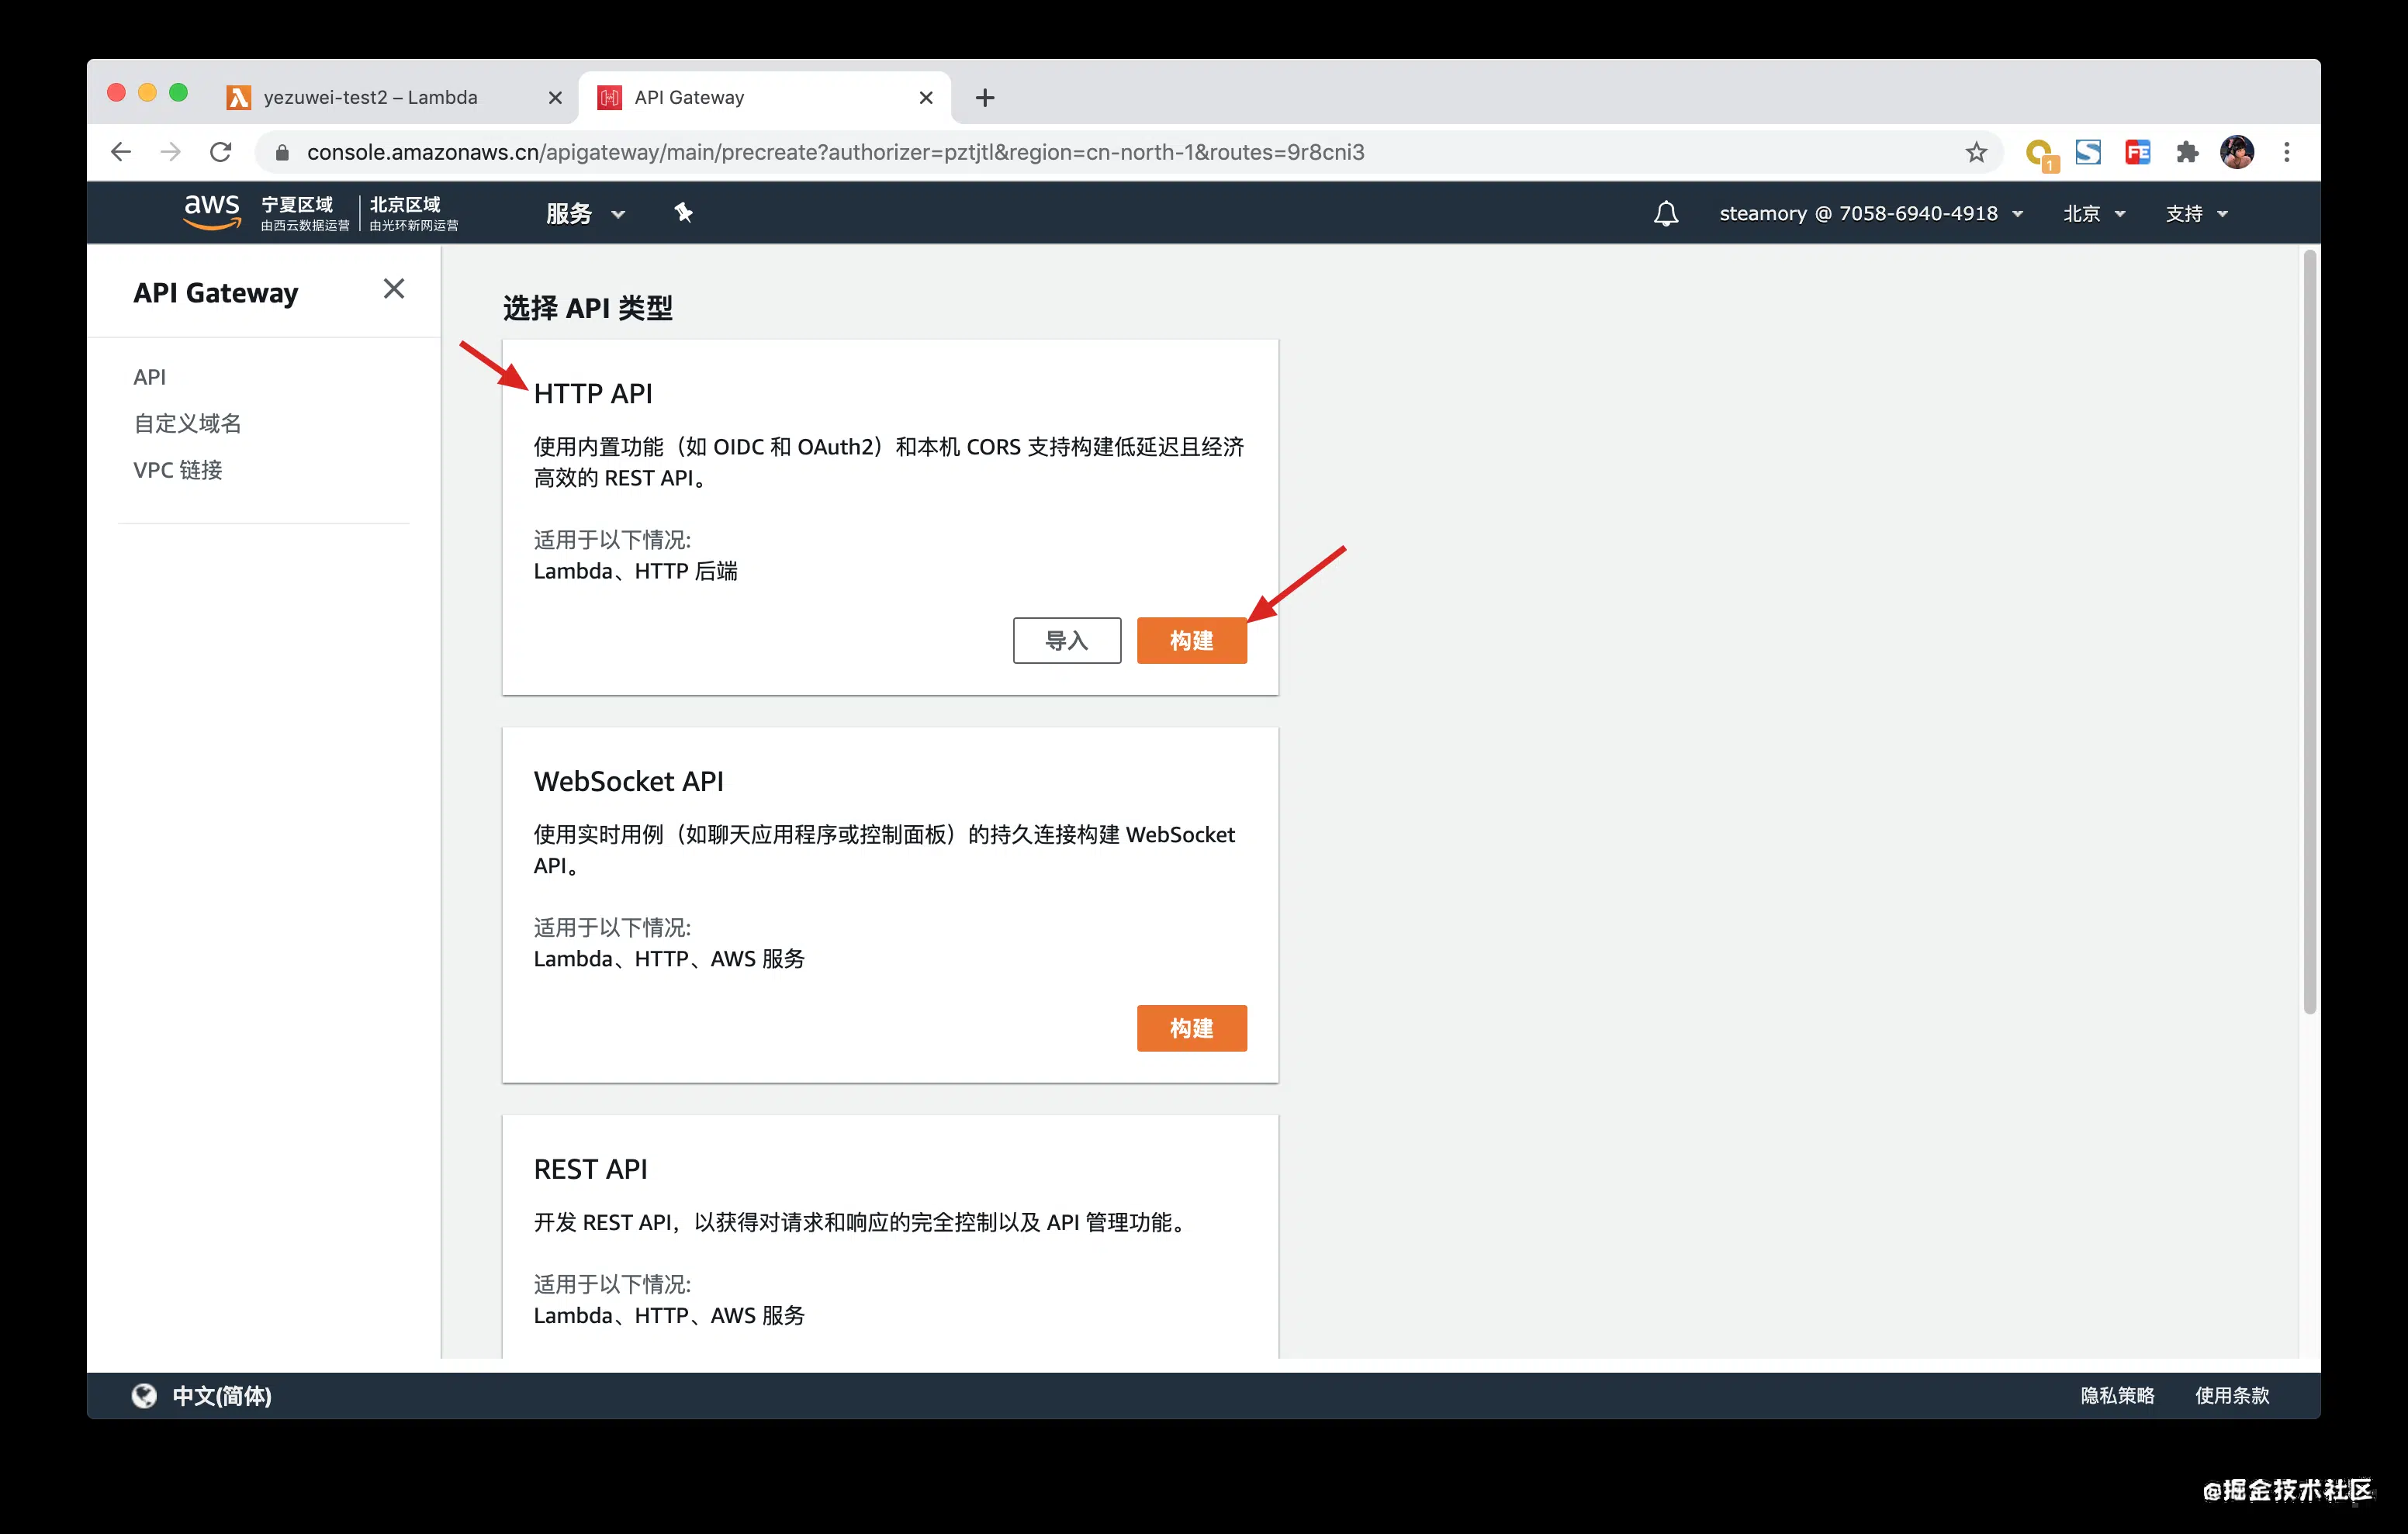 yezuwei-test2 – Lambda
API Gateway
console.amazonaws.cn/apigateway/main/precreate?authorizer=pztjtl&region=cn-north-1&routes=9r8cni3
1
FE
aws
宁夏区域
由西云数据运营
北京区域
由光环新网运营
服务
steamory @ 7058-6940-4918
北京
支持
API Gateway
API
自定义域名
VPC 链接
选择 API 类型
HTTP API
使用内置功能（如 OIDC 和 OAuth2）和本机 CORS 支持构建低延迟且经济
高效的 REST API。
适用于以下情况:
Lambda、HTTP 后端
导入
构建
WebSocket API
使用实时用例（如聊天应用程序或控制面板）的持久连接构建 WebSocket
API。
适用于以下情况:
Lambda、HTTP、AWS 服务
构建
REST API
开发 REST API，以获得对请求和响应的完全控制以及 API 管理功能。
适用于以下情况:
Lambda、HTTP、AWS 服务
中文(简体)
隐私策略
使用条款
@掘金技术社区